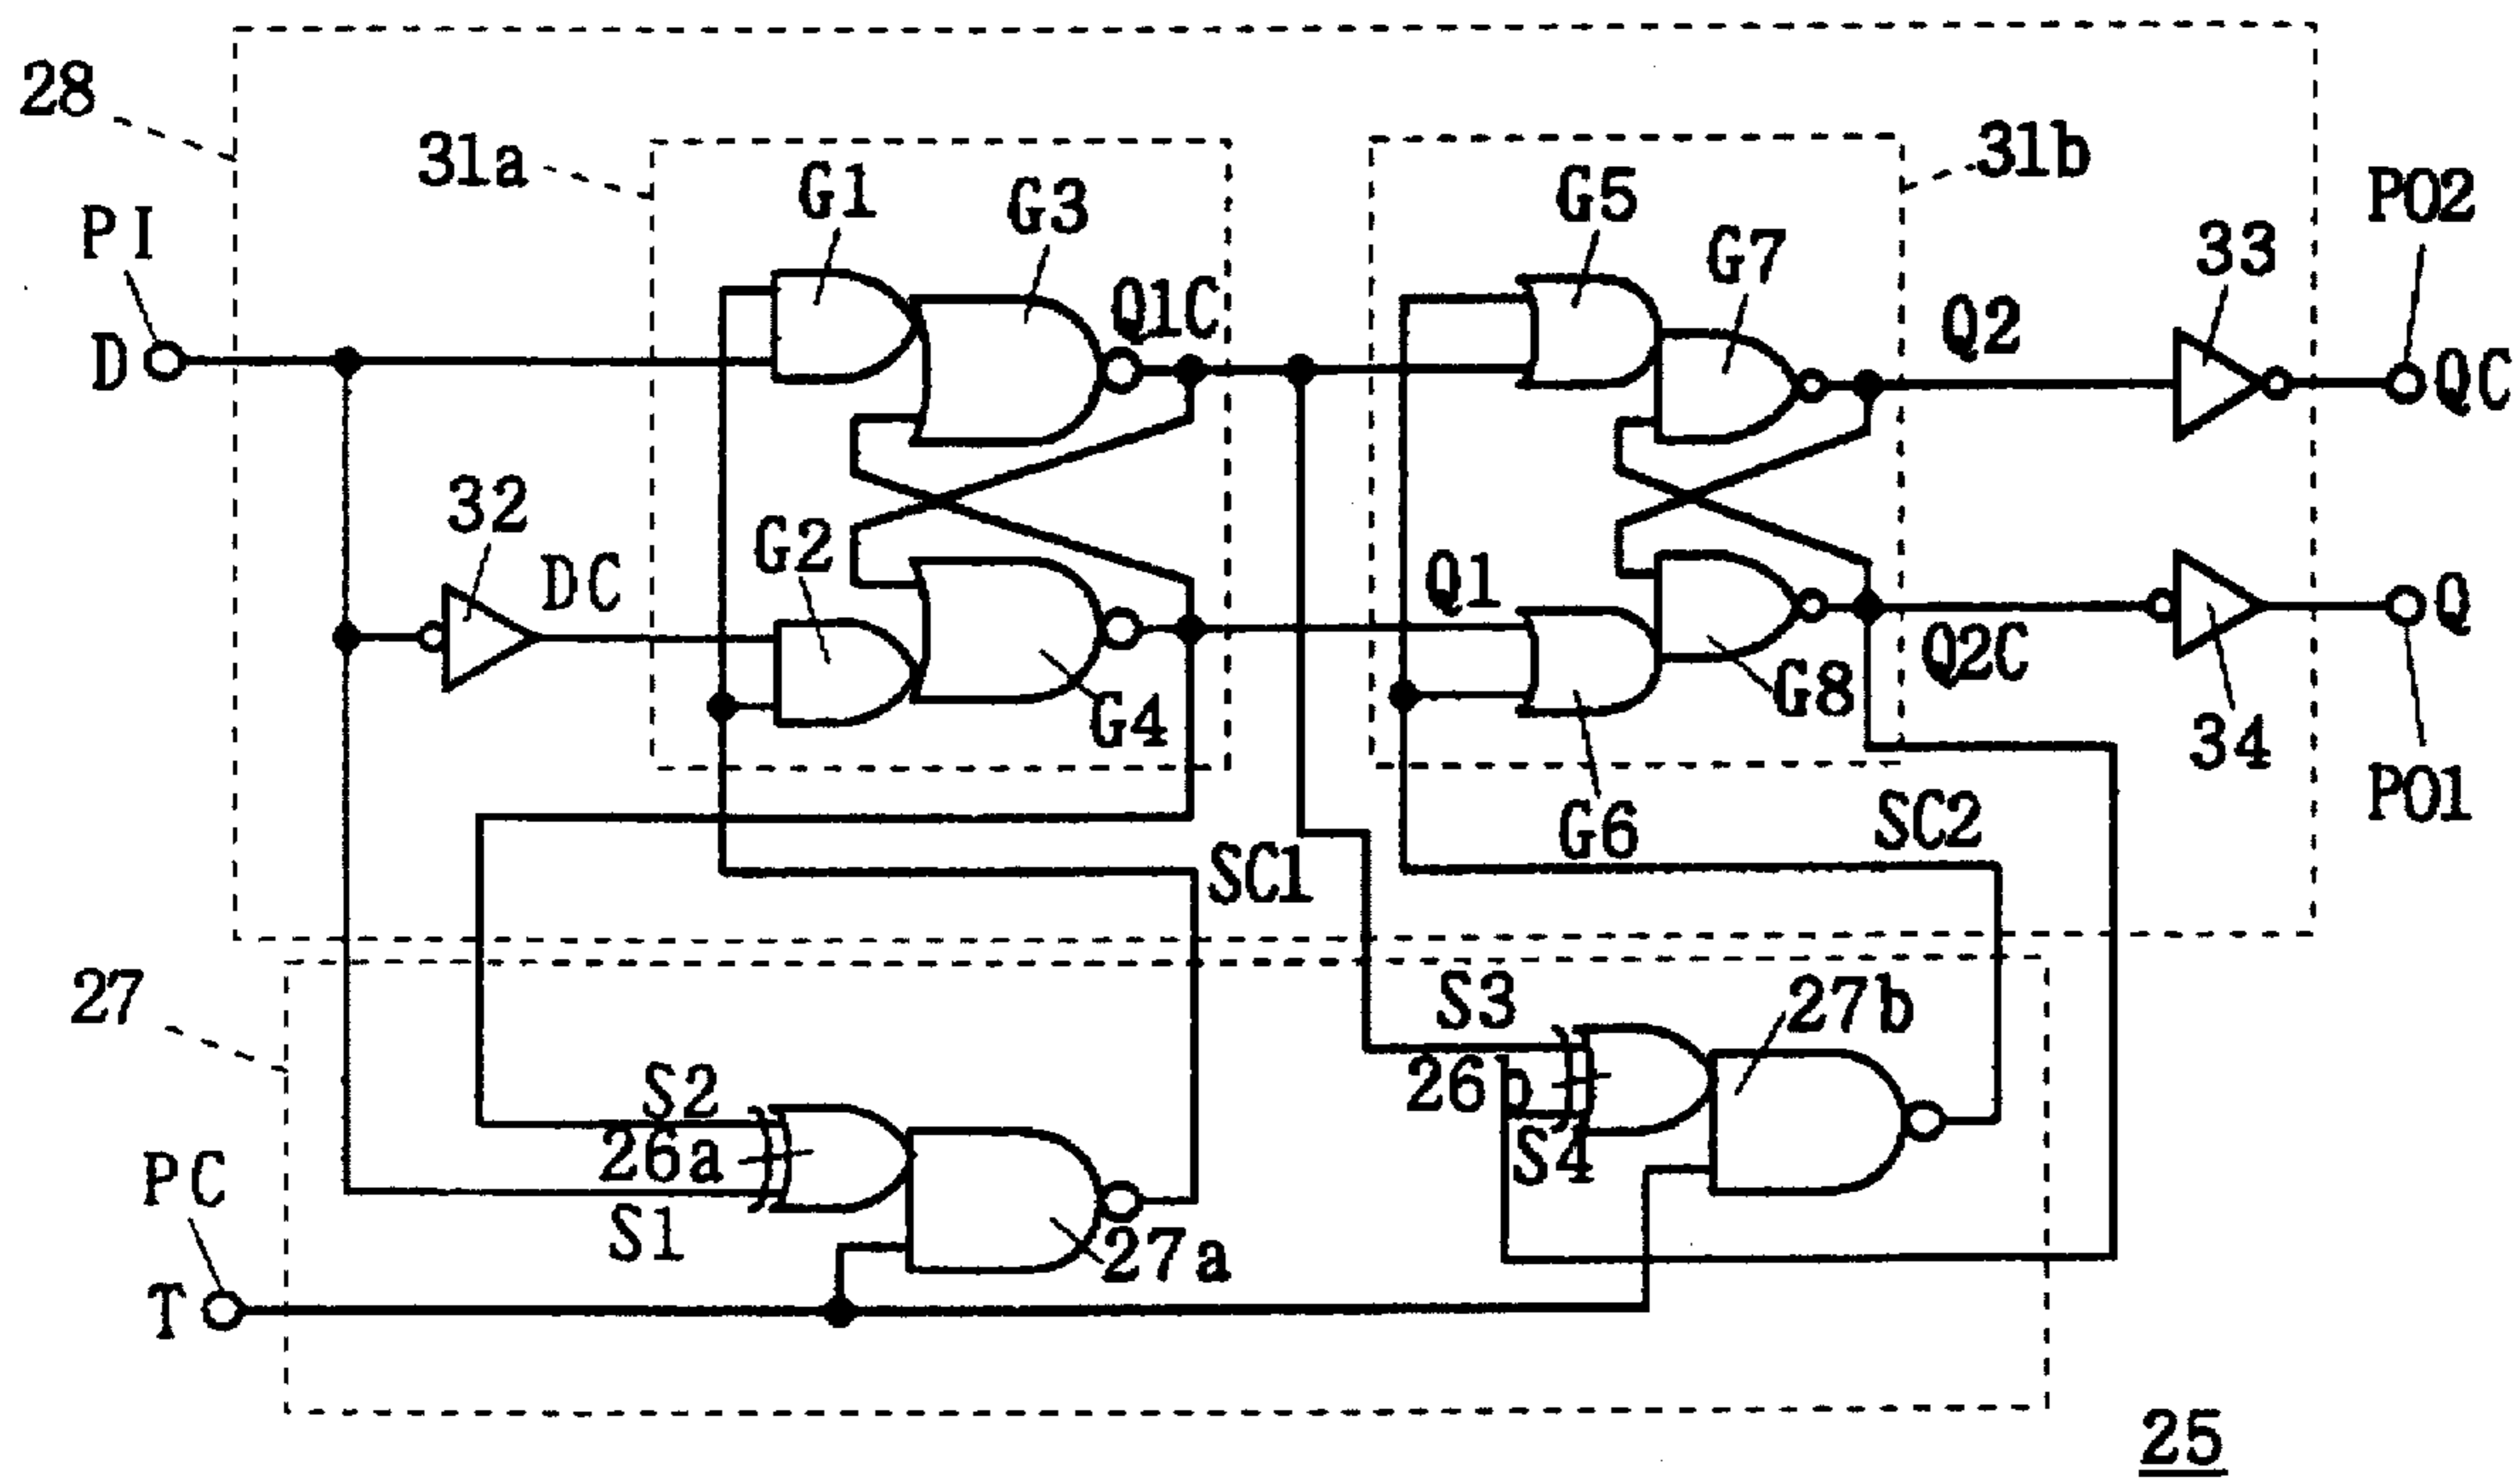 28
31a
G1
G3
G5
31b
PO2
PI
G7
33
Q1C
Q2
D
QC
32
DC
G2
Q1
Q
Q2C
G8
G4
34
G6
SC2
PO1
SC1
27
S3
27b
S2
26b
26a
S4
PC
S1
27a
T
25